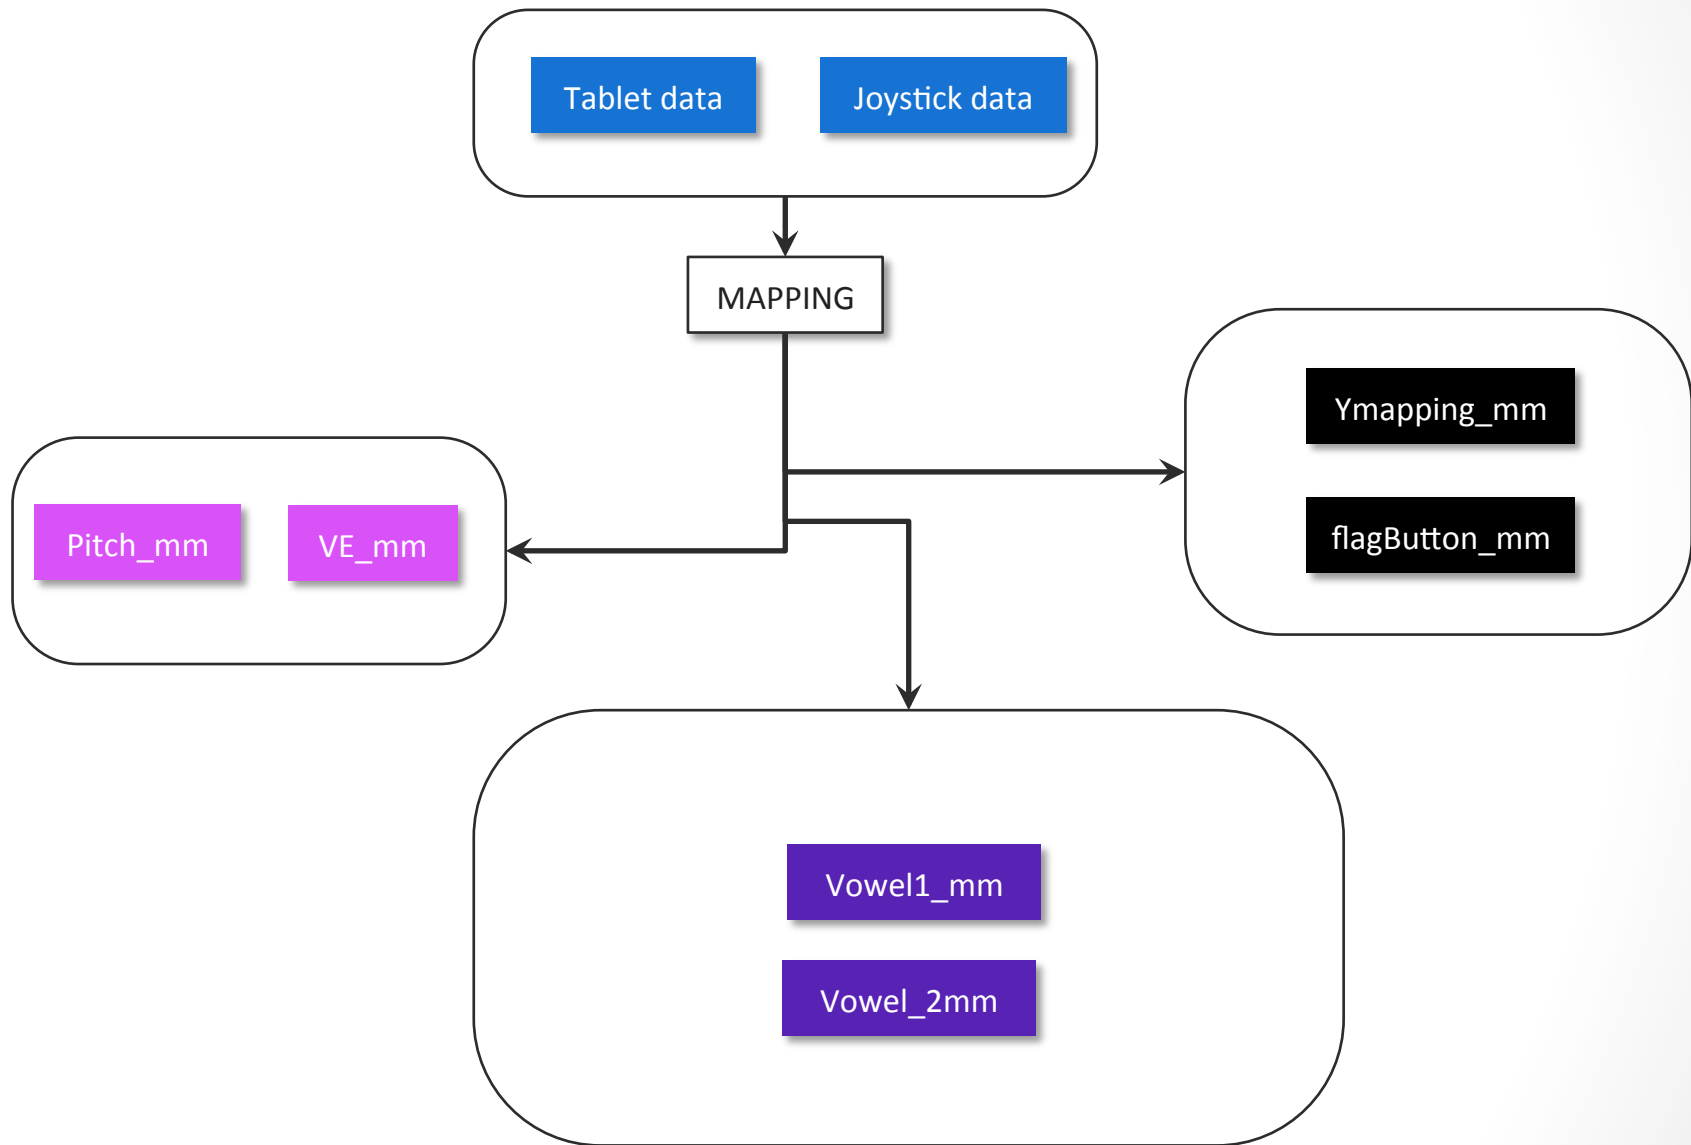 Tablet data
Joystick data
MAPPING
Ymapping_mm
flagButton_mm
Pitch_mm
VE_mm
Vowel1_mm
Vowel_2mm